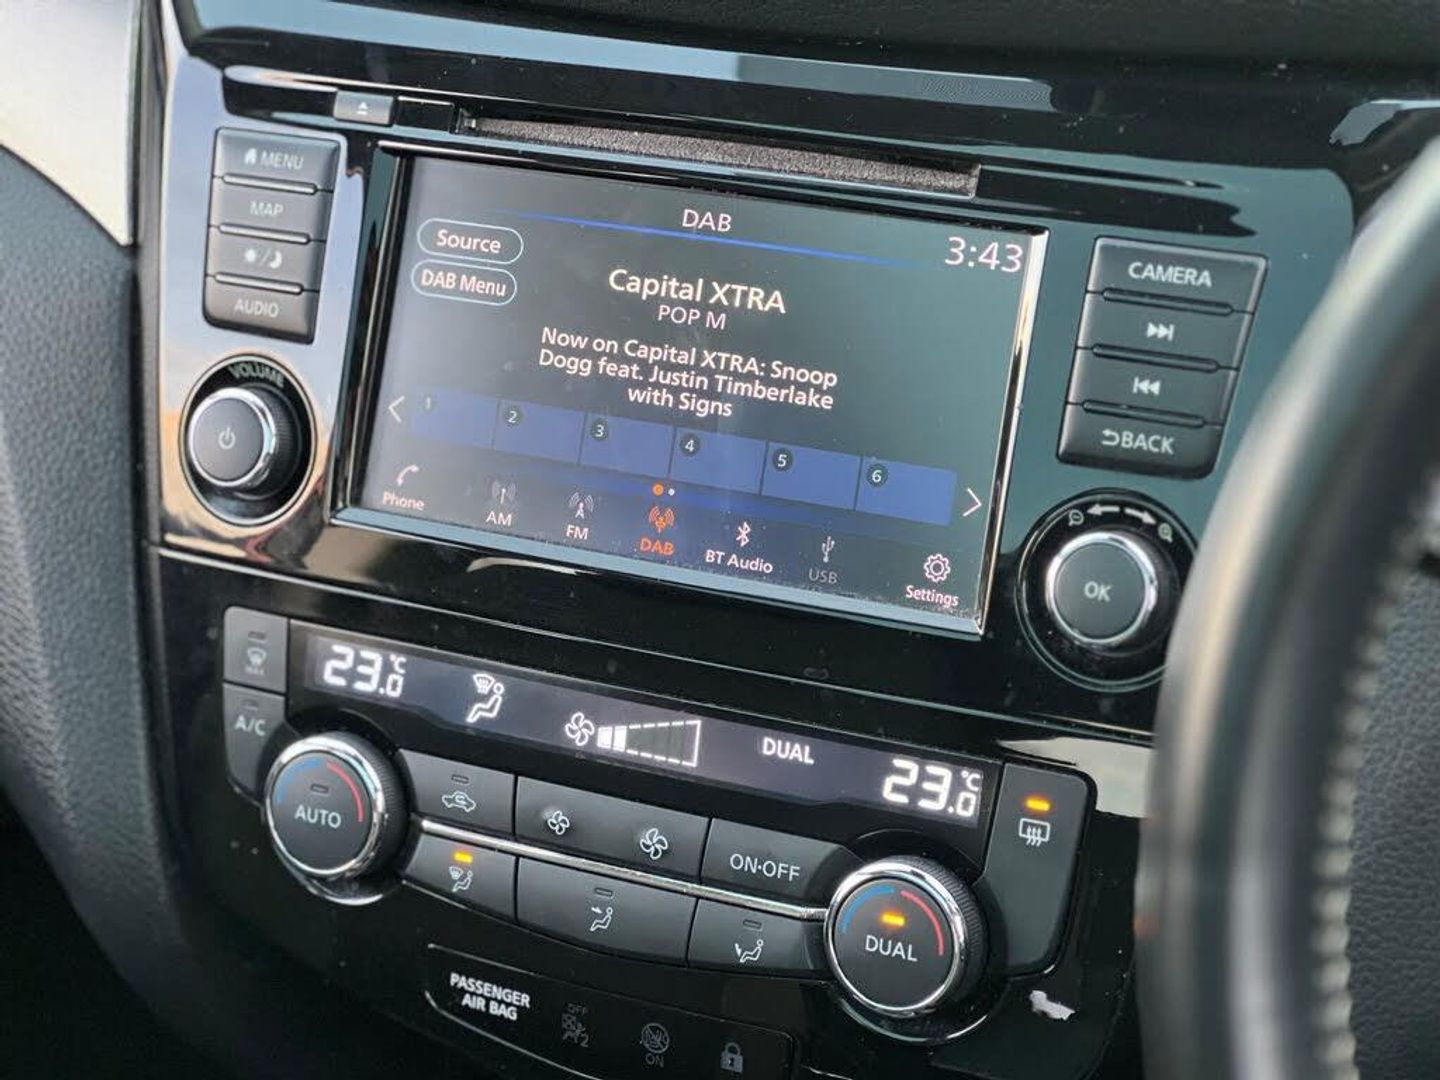 MENU
MAP
AUDIO
VOLUME
DAB
3:43
Source
DAB Menu
Capital XTRA
POP M
Now on Capital XTRA: Snoop
Dogg feat. Justin Timberlake
with Signs
1 2 3 4 5 6
Phone AM FM DAB BT Audio USB Settings
CAMERA
BACK
OK
MAX
A/C
23.0°C DUAL 23.0°C
AUTO
ON·OFF
DUAL
PASSENGER
AIR BAG
OFF
2
ON